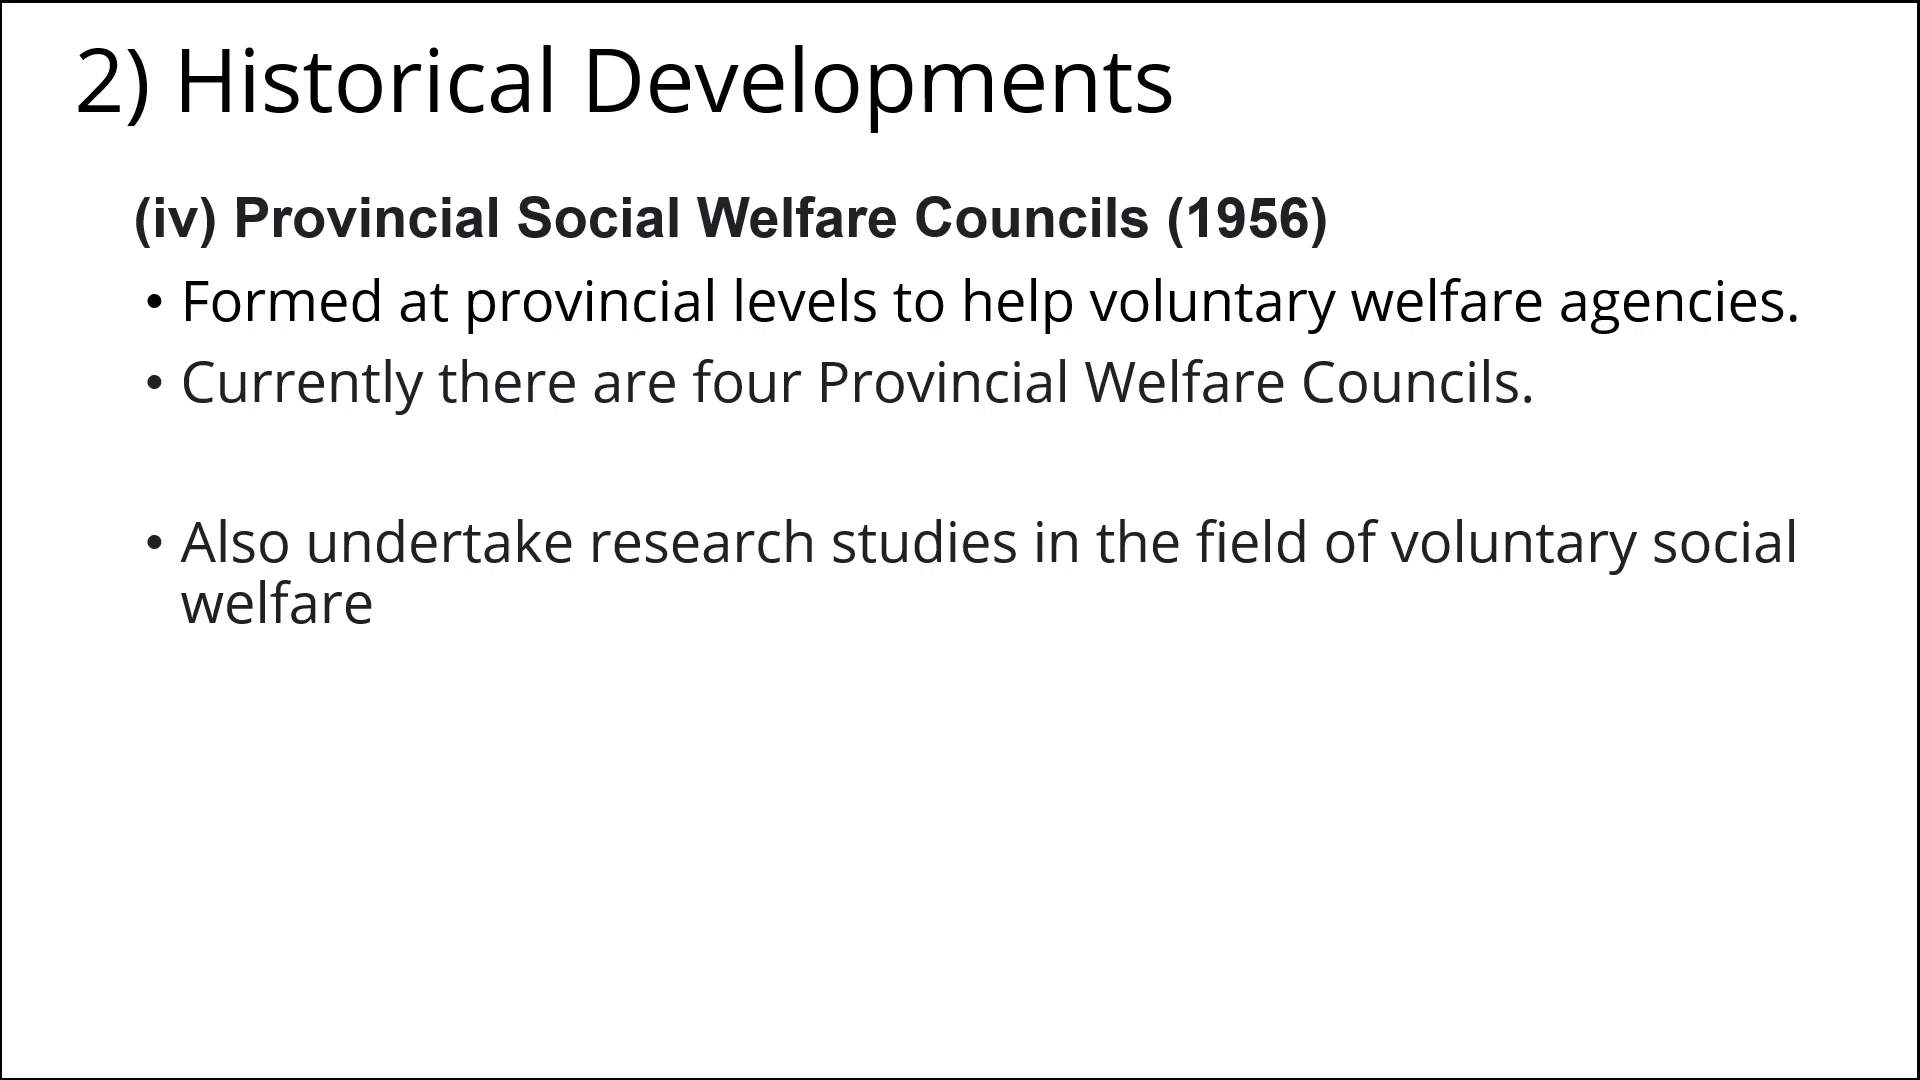 2) Historical Developments
(iv) Provincial Social Welfare Councils (1956)
• Formed at provincial levels to help voluntary welfare agencies.
• Currently there are four Provincial Welfare Councils.
• Also undertake research studies in the field of voluntary social
welfare